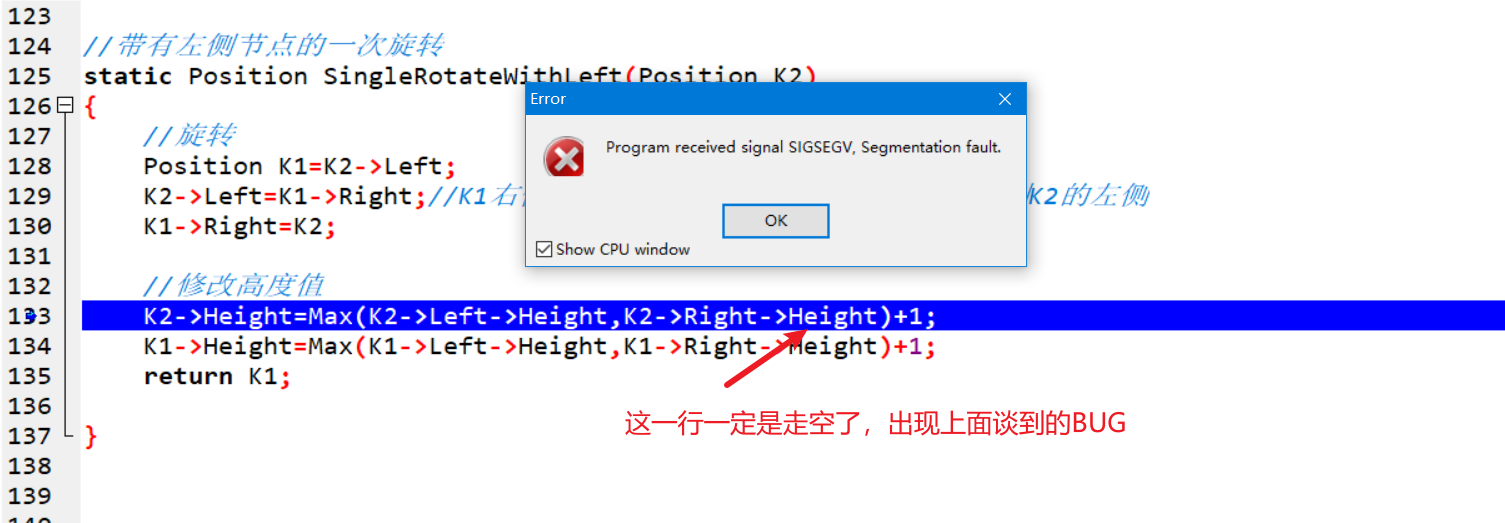 123
124 //带有左侧节点的一次旋转
125 static Position SingleRotateWithLeft(Position K2)
126 {
127 //旋转
128 Position K1=K2->Left;
129 K2->Left=K1->Right;//K1右 K2的左侧
130 K1->Right=K2;
131
132 //修改高度值
133 K2->Height=Max(K2->Left->Height,K2->Right->Height)+1;
134 K1->Height=Max(K1->Left->Height,K1->Right->Height)+1;
135 return K1;
136
137 }
138
139
Error
Program received signal SIGSEGV, Segmentation fault.
OK
Show CPU window
这一行一定是走空了，出现上面谈到的BUG